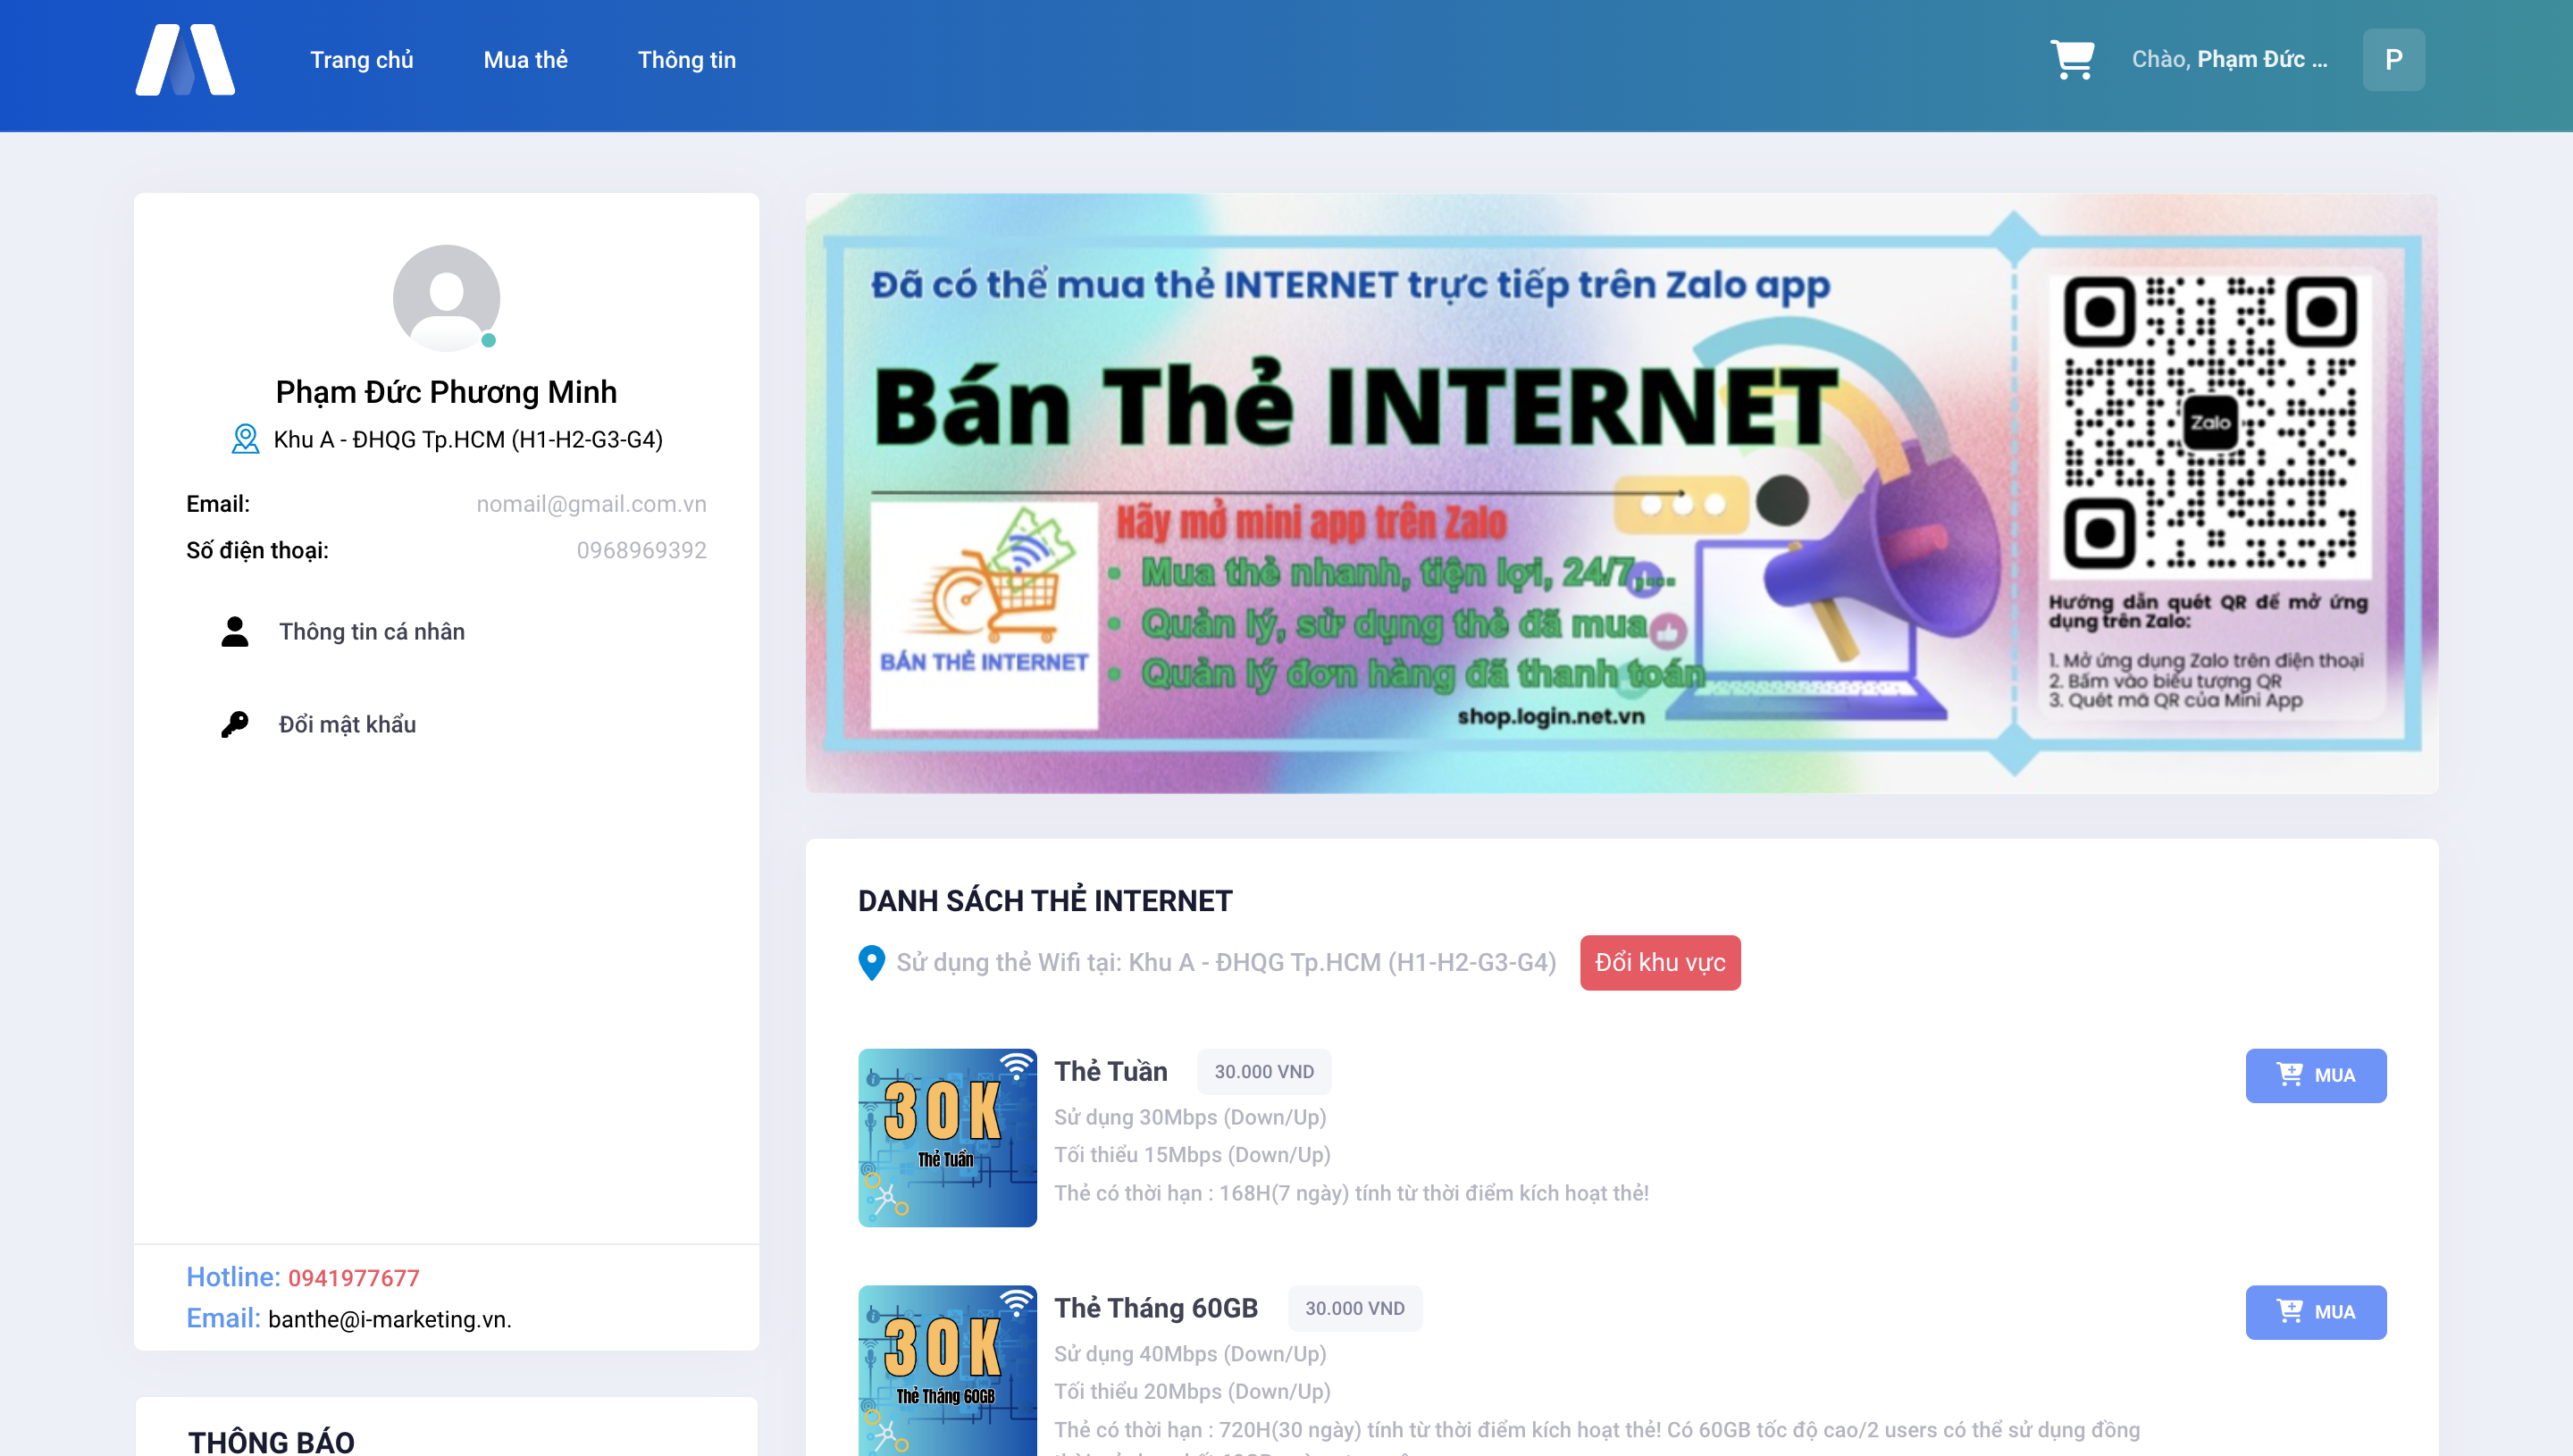 Trang chủ
Mua thẻ
Thông tin
Chào, Phạm Đức ...
P
Phạm Đức Phương Minh
Khu A - ĐHQG Tp.HCM (H1-H2-G3-G4)
Email: nomail@gmail.com.vn
Số điện thoại: 0968969392
Thông tin cá nhân
Đổi mật khẩu
Hotline: 0941977677
Email: banthe@i-marketing.vn.
THÔNG BÁO
Đã có thể mua thẻ INTERNET trực tiếp trên Zalo app
Bán Thẻ INTERNET
Hãy mở mini app trên Zalo
• Mua thẻ nhanh, tiện lợi, 24/7,...
• Quản lý, sử dụng thẻ đã mua
• Quản lý đơn hàng đã thanh toán
BÁN THẺ INTERNET
shop.login.net.vn
Zalo
Hướng dẫn quét QR để mở ứng
dụng trên Zalo:
1. Mở ứng dụng Zalo trên điện thoại
2. Bấm vào biểu tượng QR
3. Quét mã QR của Mini App
DANH SÁCH THẺ INTERNET
Sử dụng thẻ Wifi tại: Khu A - ĐHQG Tp.HCM (H1-H2-G3-G4)
Đổi khu vực
30K
Thẻ Tuần
Thẻ Tuần 30.000 VND
Sử dụng 30Mbps (Down/Up)
Tối thiểu 15Mbps (Down/Up)
Thẻ có thời hạn : 168H(7 ngày) tính từ thời điểm kích hoạt thẻ!
MUA
30K
Thẻ Tháng 60GB
Thẻ Tháng 60GB 30.000 VND
Sử dụng 40Mbps (Down/Up)
Tối thiểu 20Mbps (Down/Up)
Thẻ có thời hạn : 720H(30 ngày) tính từ thời điểm kích hoạt thẻ! Có 60GB tốc độ cao/2 users có thể sử dụng đồng
MUA